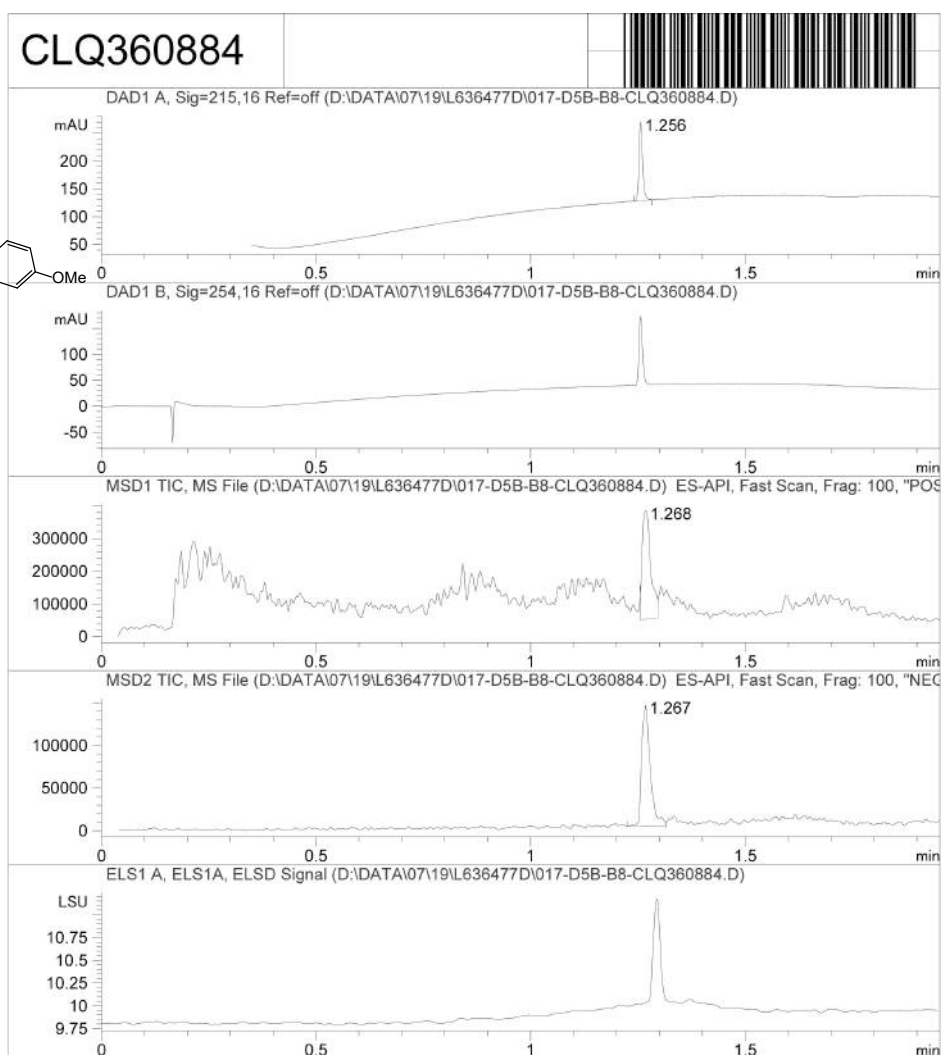 CLQ360884
DAD1 A, Sig=215,16 Ref=off (D:\DATA\07\19\L636477D\017-D5B-B8-CLQ360884.D)
mAU
1.256
200
150
100
50
0 0.5 1 1.5 min
OMe
DAD1 B, Sig=254,16 Ref=off (D:\DATA\07\19\L636477D\017-D5B-B8-CLQ360884.D)
mAU
100
50
0
-50
0 0.5 1 1.5 min
MSD1 TIC, MS File (D:\DATA\07\19\L636477D\017-D5B-B8-CLQ360884.D) ES-API, Fast Scan, Frag: 100, "POS
1.268
300000
200000
100000
0
0 0.5 1 1.5 min
MSD2 TIC, MS File (D:\DATA\07\19\L636477D\017-D5B-B8-CLQ360884.D) ES-API, Fast Scan, Frag: 100, "NEG
1.267
100000
50000
0
0 0.5 1 1.5 min
ELS1 A, ELS1A, ELSD Signal (D:\DATA\07\19\L636477D\017-D5B-B8-CLQ360884.D)
LSU
10.75
10.5
10.25
10
9.75
0 0.5 1 1.5 min